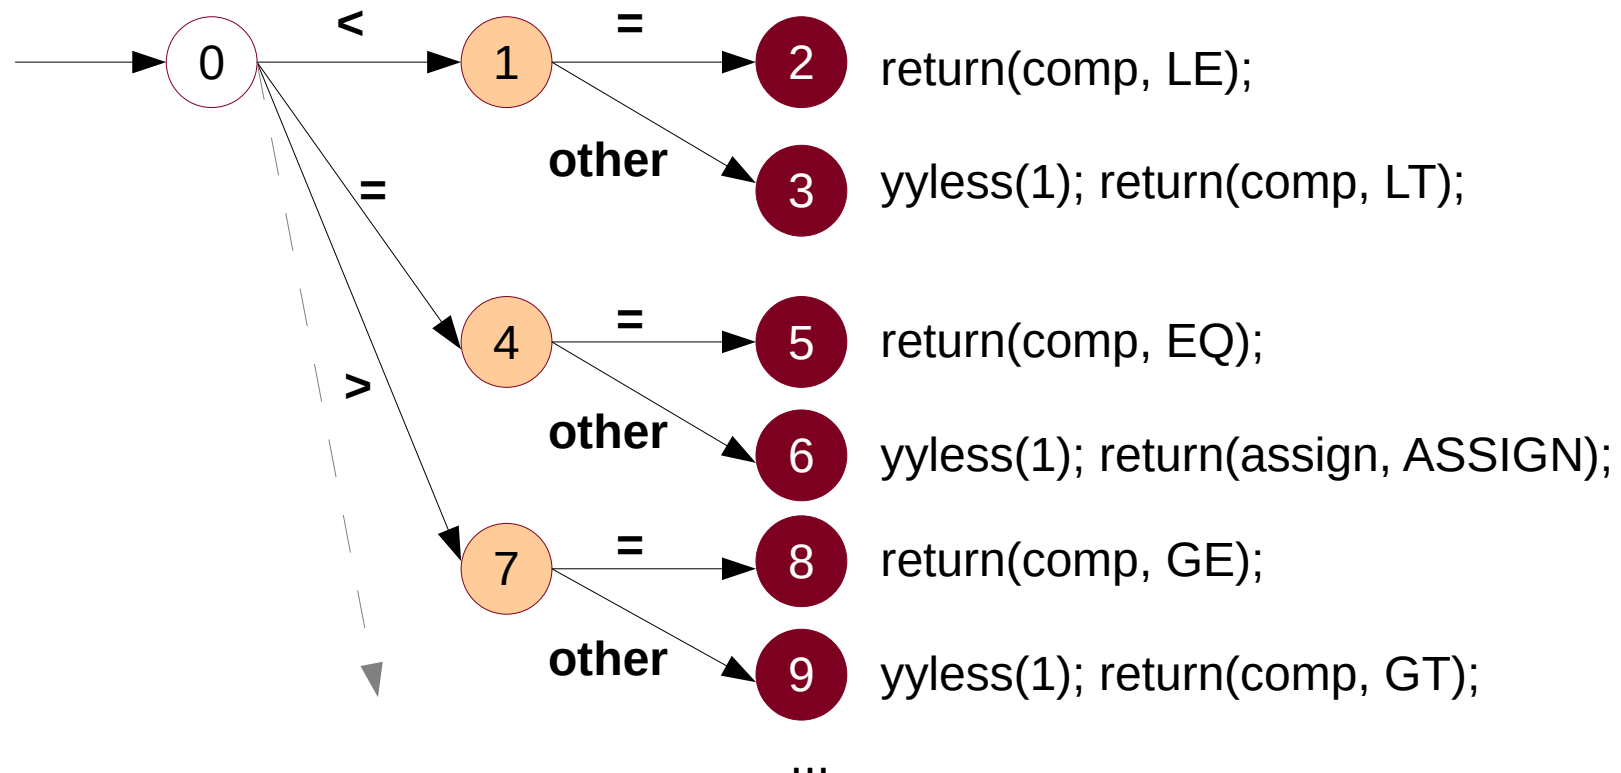 <
=
0
1
2
return(comp, LE);
other
3
yyless(1); return(comp, LT);
=
=
4
5
return(comp, EQ);
>
other
6
yyless(1); return(assign, ASSIGN);
=
7
8
return(comp, GE);
other
9
yyless(1); return(comp, GT);
...